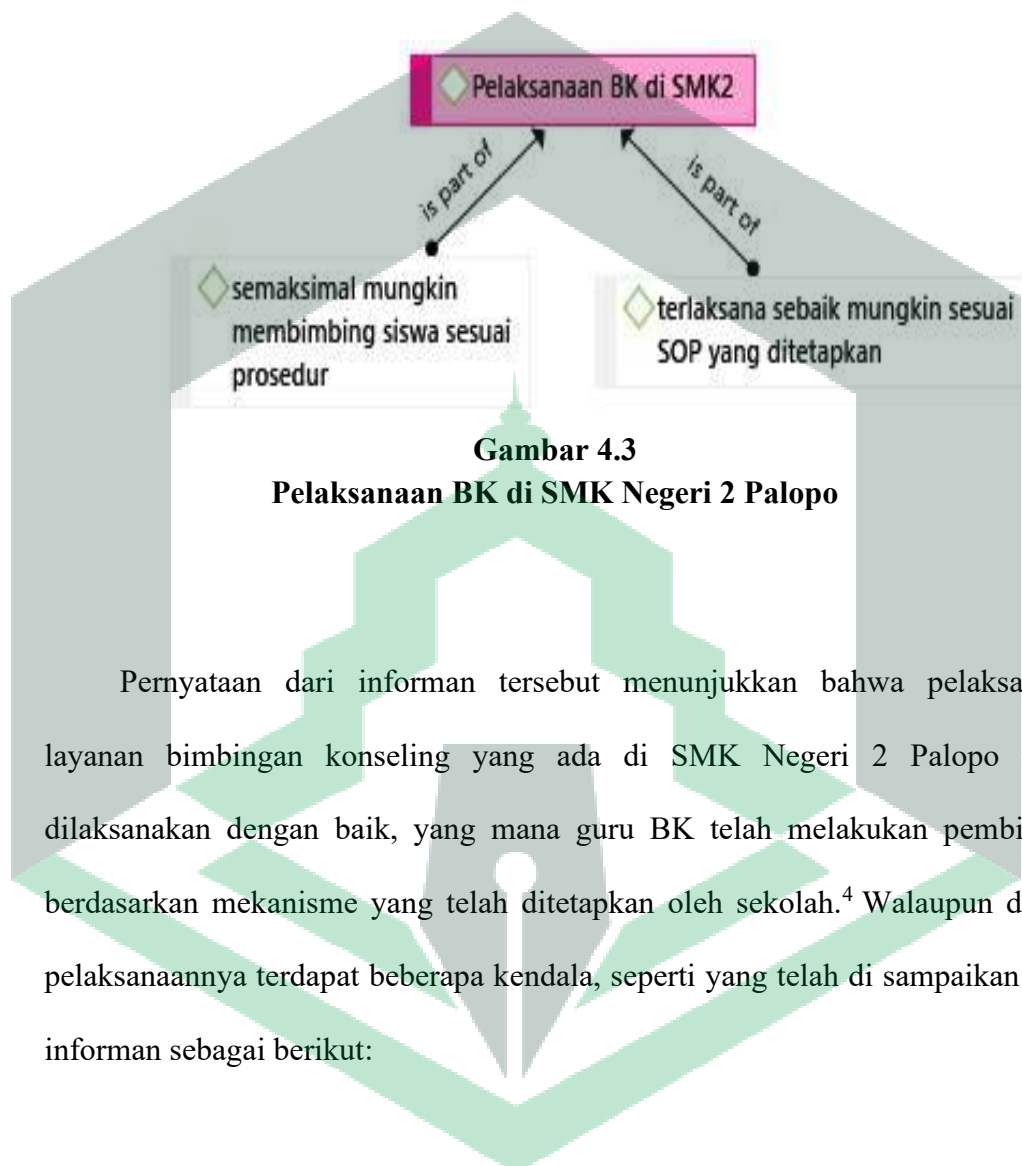 Pelaksanaan BK di SMK2
is part of
is part of
semaksimal mungkin
membimbing siswa sesuai
prosedur
terlaksana sebaik mungkin sesuai
SOP yang ditetapkan
Gambar 4.3
Pelaksanaan BK di SMK Negeri 2 Palopo
Pernyataan dari informan tersebut menunjukkan bahwa pelaksa
layanan bimbingan konseling yang ada di SMK Negeri 2 Palopo
dilaksanakan dengan baik, yang mana guru BK telah melakukan pembi
berdasarkan mekanisme yang telah ditetapkan oleh sekolah.⁴ Walaupun d
pelaksanaannya terdapat beberapa kendala, seperti yang telah di sampaikan
informan sebagai berikut: